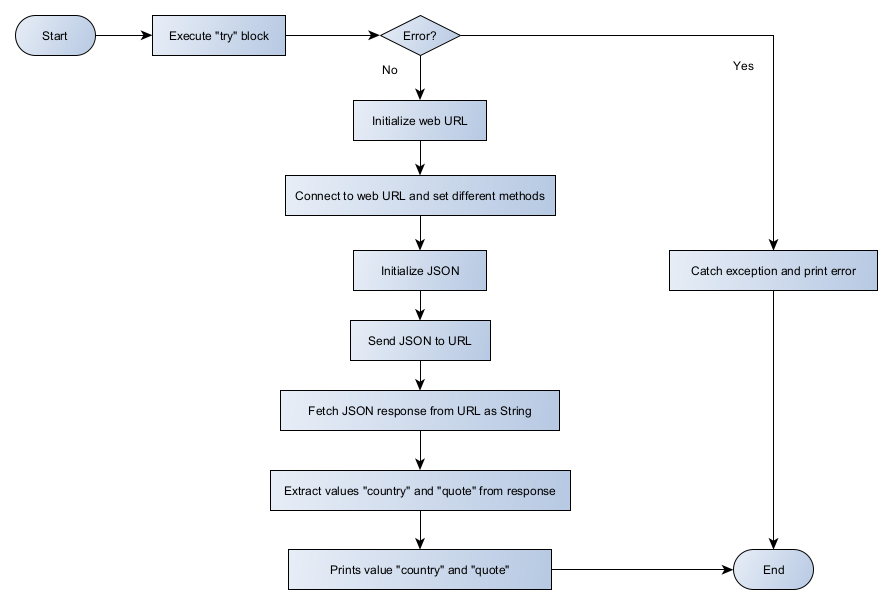 Start
Execute "try" block
Error?
No
Yes
Initialize web URL
Connect to web URL and set different methods
Initialize JSON
Catch exception and print error
Send JSON to URL
Fetch JSON response from URL as String
Extract values "country" and "quote" from response
Prints value "country" and "quote"
End